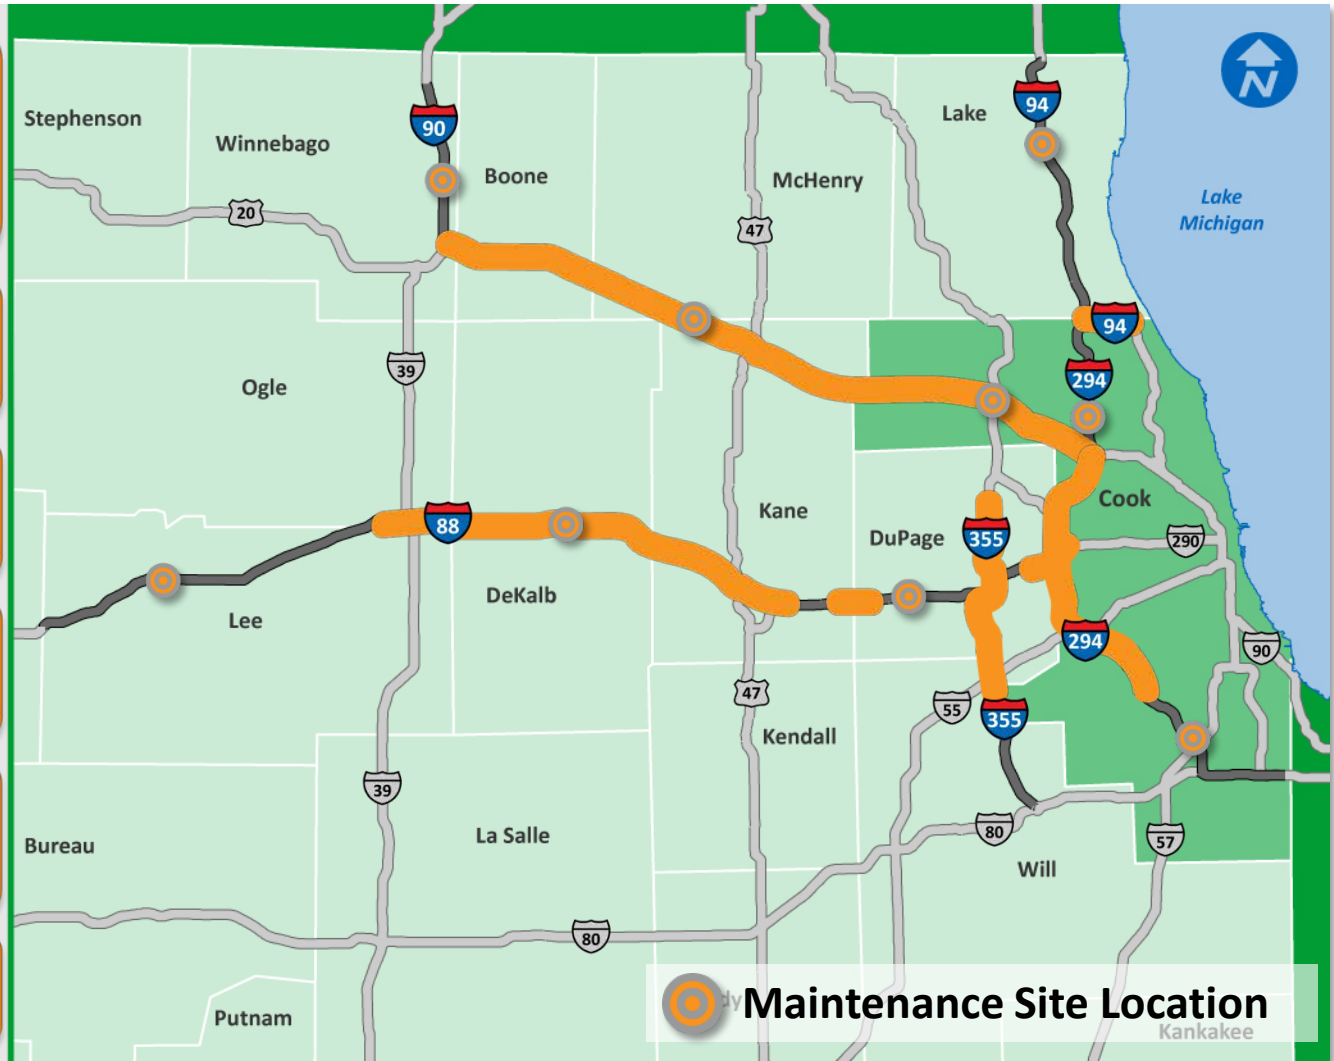 94
N
Stephenson
Lake
90
Winnebago
Boone
McHenry
Lake
Michigan
20
47
94
39
294
Ogle
Cook
Kane
88
355
DuPage
290
DeKalb
Lee
294
90
47
55
355
Kendall
39
La Salle
80
57
Bureau
Will
80
Maintenance Site Location
Putnam
Kankakee